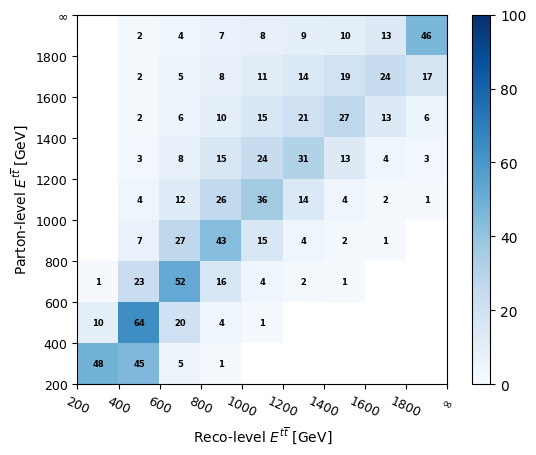 ∞ 2 4 7 8 9 10 13 46 100
1800 2 5 8 11 14 19 24 17
1600 2 6 10 15 21 27 13 6 80
1400 3 8 15 24 31 13 4 3
1200 4 12 26 36 14 4 2 1 60
1000 7 27 43 15 4 2 1 40
800 1 23 52 16 4 2 1
600 10 64 20 4 1 20
400 48 45 5 1
200 0
200 400 600 800 1000 1200 1400 1600 1800 ∞
Reco-level E^{tt̅} [GeV]
Parton-level E^{tt̅} [GeV]